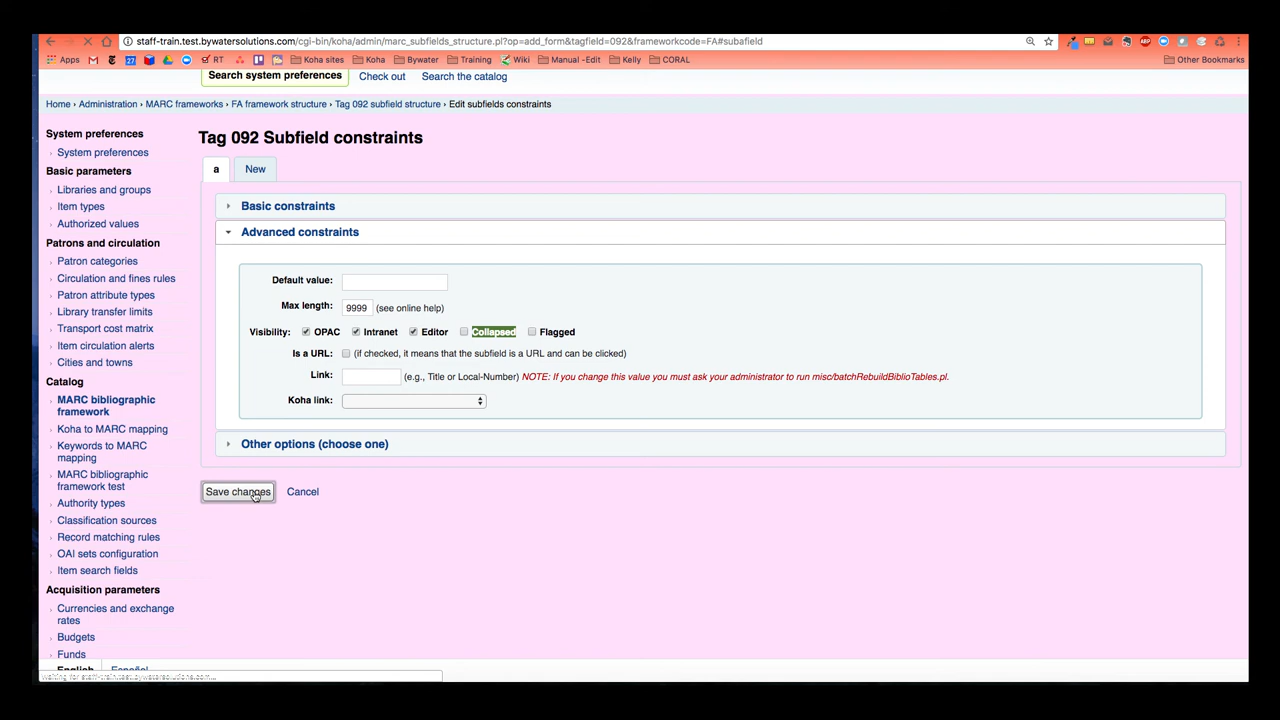 staff-train.test.bywatersolutions.com/cgi-bin/koha/admin/marc_subfields_structure.pl?op=add_form&tagfield=092&frameworkcode=FA#subafield
Apps RT Koha sites Koha Bywater Training Wiki Manual -Edit Kelly CORAL Other Bookmarks
Search system preferences Check out Search the catalog
Home › Administration › MARC frameworks › FA framework structure › Tag 092 subfield structure › Edit subfields constraints
System preferences
System preferences
Basic parameters
Libraries and groups
Item types
Authorized values
Patrons and circulation
Patron categories
Circulation and fines rules
Patron attribute types
Library transfer limits
Transport cost matrix
Item circulation alerts
Cities and towns
Catalog
MARC bibliographic
framework
Koha to MARC mapping
Keywords to MARC
mapping
MARC bibliographic
framework test
Authority types
Classification sources
Record matching rules
OAI sets configuration
Item search fields
Acquisition parameters
Currencies and exchange
rates
Budgets
Funds
English Español
waiting for staff-train.test.bywatersolutions.com...
Tag 092 Subfield constraints
a New
Basic constraints
Advanced constraints
Default value:
Max length: 9999 (see online help)
Visibility: OPAC Intranet Editor Collapsed Flagged
Is a URL: (if checked, it means that the subfield is a URL and can be clicked)
Link: (e.g., Title or Local-Number) NOTE: If you change this value you must ask your administrator to run misc/batchRebuildBiblioTables.pl.
Koha link:
Other options (choose one)
Save changes Cancel